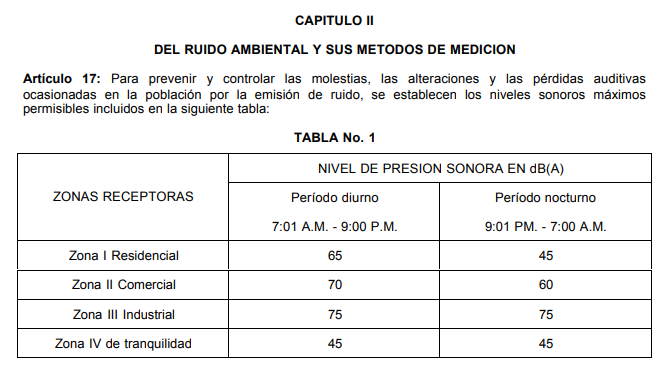 CAPITULO II
DEL RUIDO AMBIENTAL Y SUS METODOS DE MEDICION
Artículo 17: Para prevenir y controlar las molestias, las alteraciones y las pérdidas auditivas
ocasionadas en la población por la emisión de ruido, se establecen los niveles sonoros máximos
permisibles incluidos en la siguiente tabla:
TABLA No. 1
ZONAS RECEPTORAS
NIVEL DE PRESION SONORA EN dB(A)
Período diurno
7:01 A.M. - 9:00 P.M.
Período nocturno
9:01 PM. - 7:00 A.M.
Zona I Residencial 65 45
Zona II Comercial 70 60
Zona III Industrial 75 75
Zona IV de tranquilidad 45 45